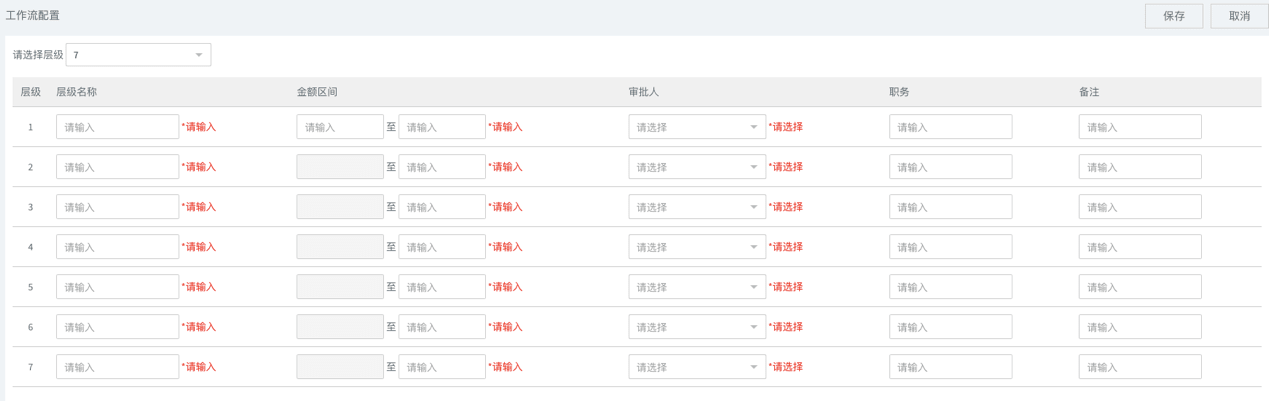 工作流配置 保存 取消
请选择层级 7
层级 层级名称 金额区间 审批人 职务 备注
1 请输入 *请输入 请输入 至 请输入 *请输入 请选择 *请选择 请输入 请输入
2 请输入 *请输入 至 请输入 *请输入 请选择 *请选择 请输入 请输入
3 请输入 *请输入 至 请输入 *请输入 请选择 *请选择 请输入 请输入
4 请输入 *请输入 至 请输入 *请输入 请选择 *请选择 请输入 请输入
5 请输入 *请输入 至 请输入 *请输入 请选择 *请选择 请输入 请输入
6 请输入 *请输入 至 请输入 *请输入 请选择 *请选择 请输入 请输入
7 请输入 *请输入 至 请输入 *请输入 请选择 *请选择 请输入 请输入